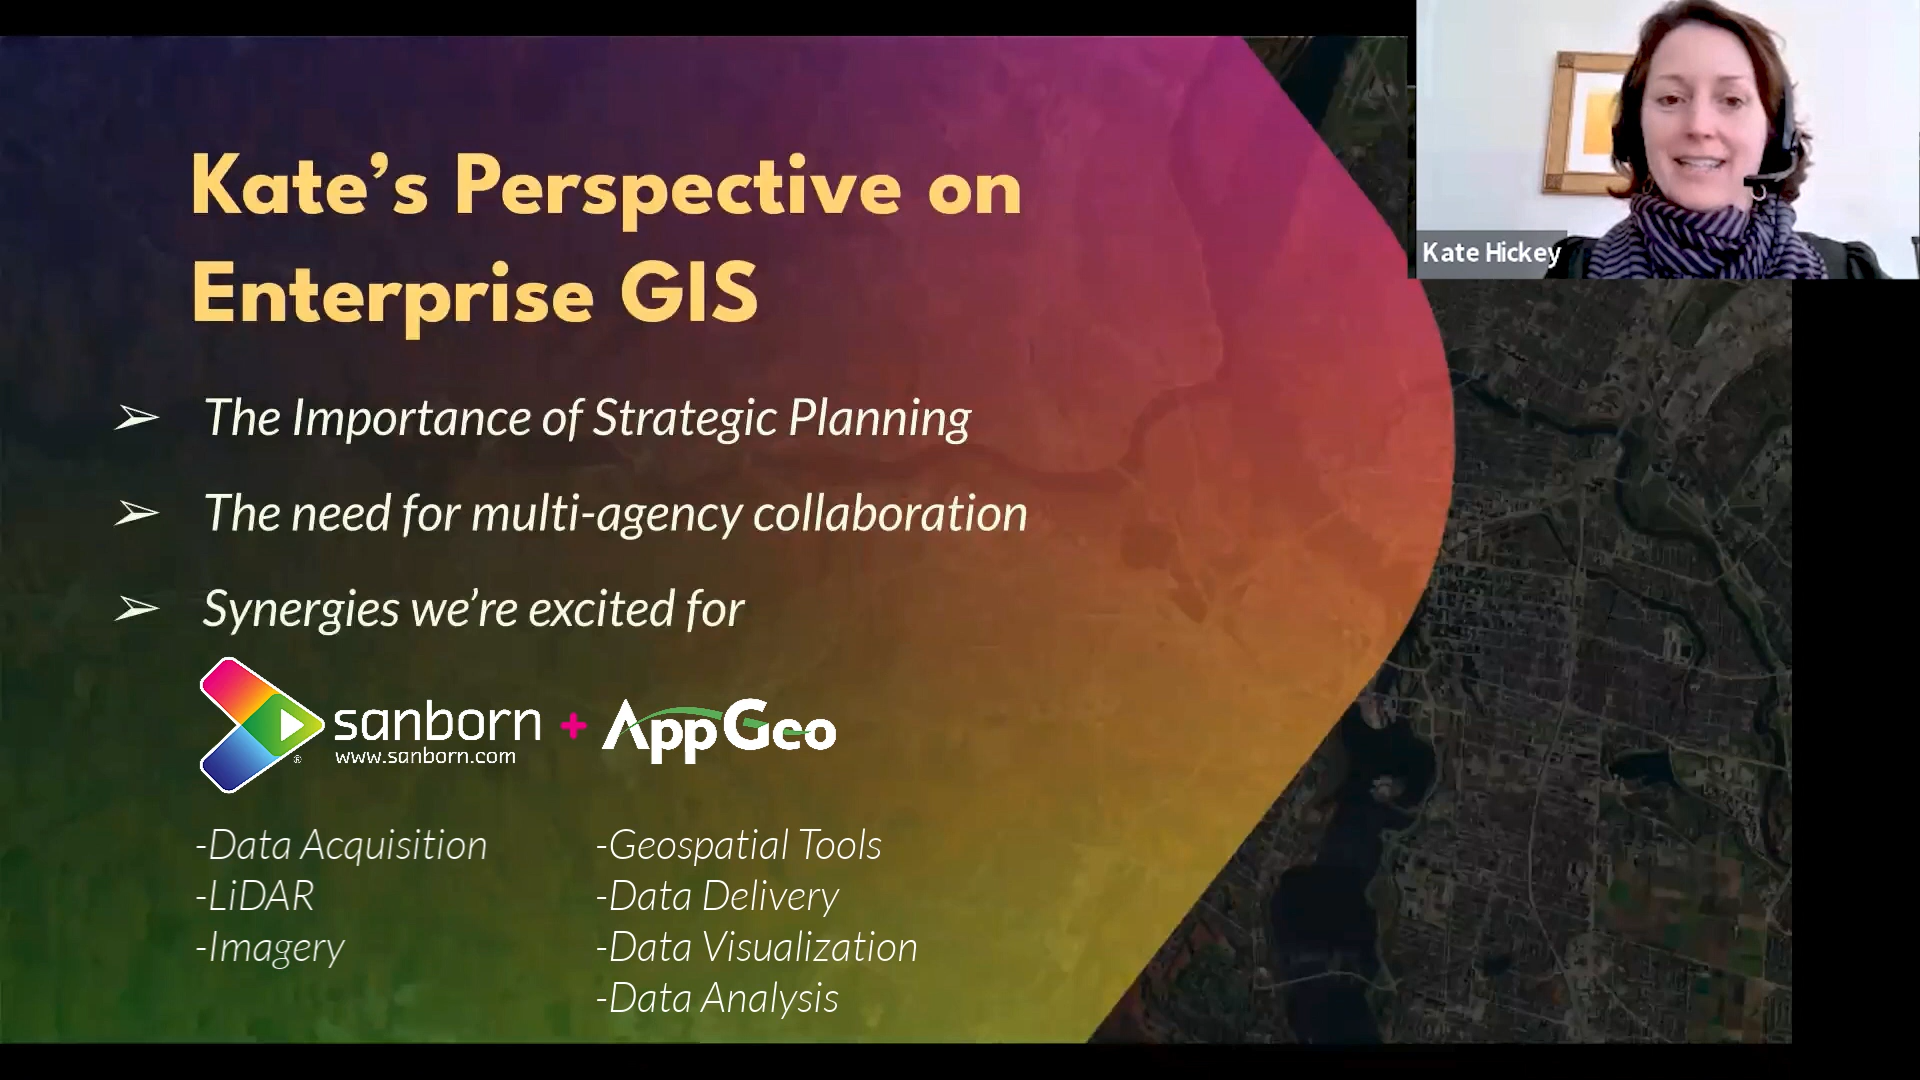 Kate's Perspective on
Enterprise GIS
➢ The Importance of Strategic Planning
➢ The need for multi-agency collaboration
➢ Synergies we're excited for
sanborn + AppGeo
www.sanborn.com
®
-Data Acquisition
-LiDAR
-Imagery
-Geospatial Tools
-Data Delivery
-Data Visualization
-Data Analysis
Kate Hickey